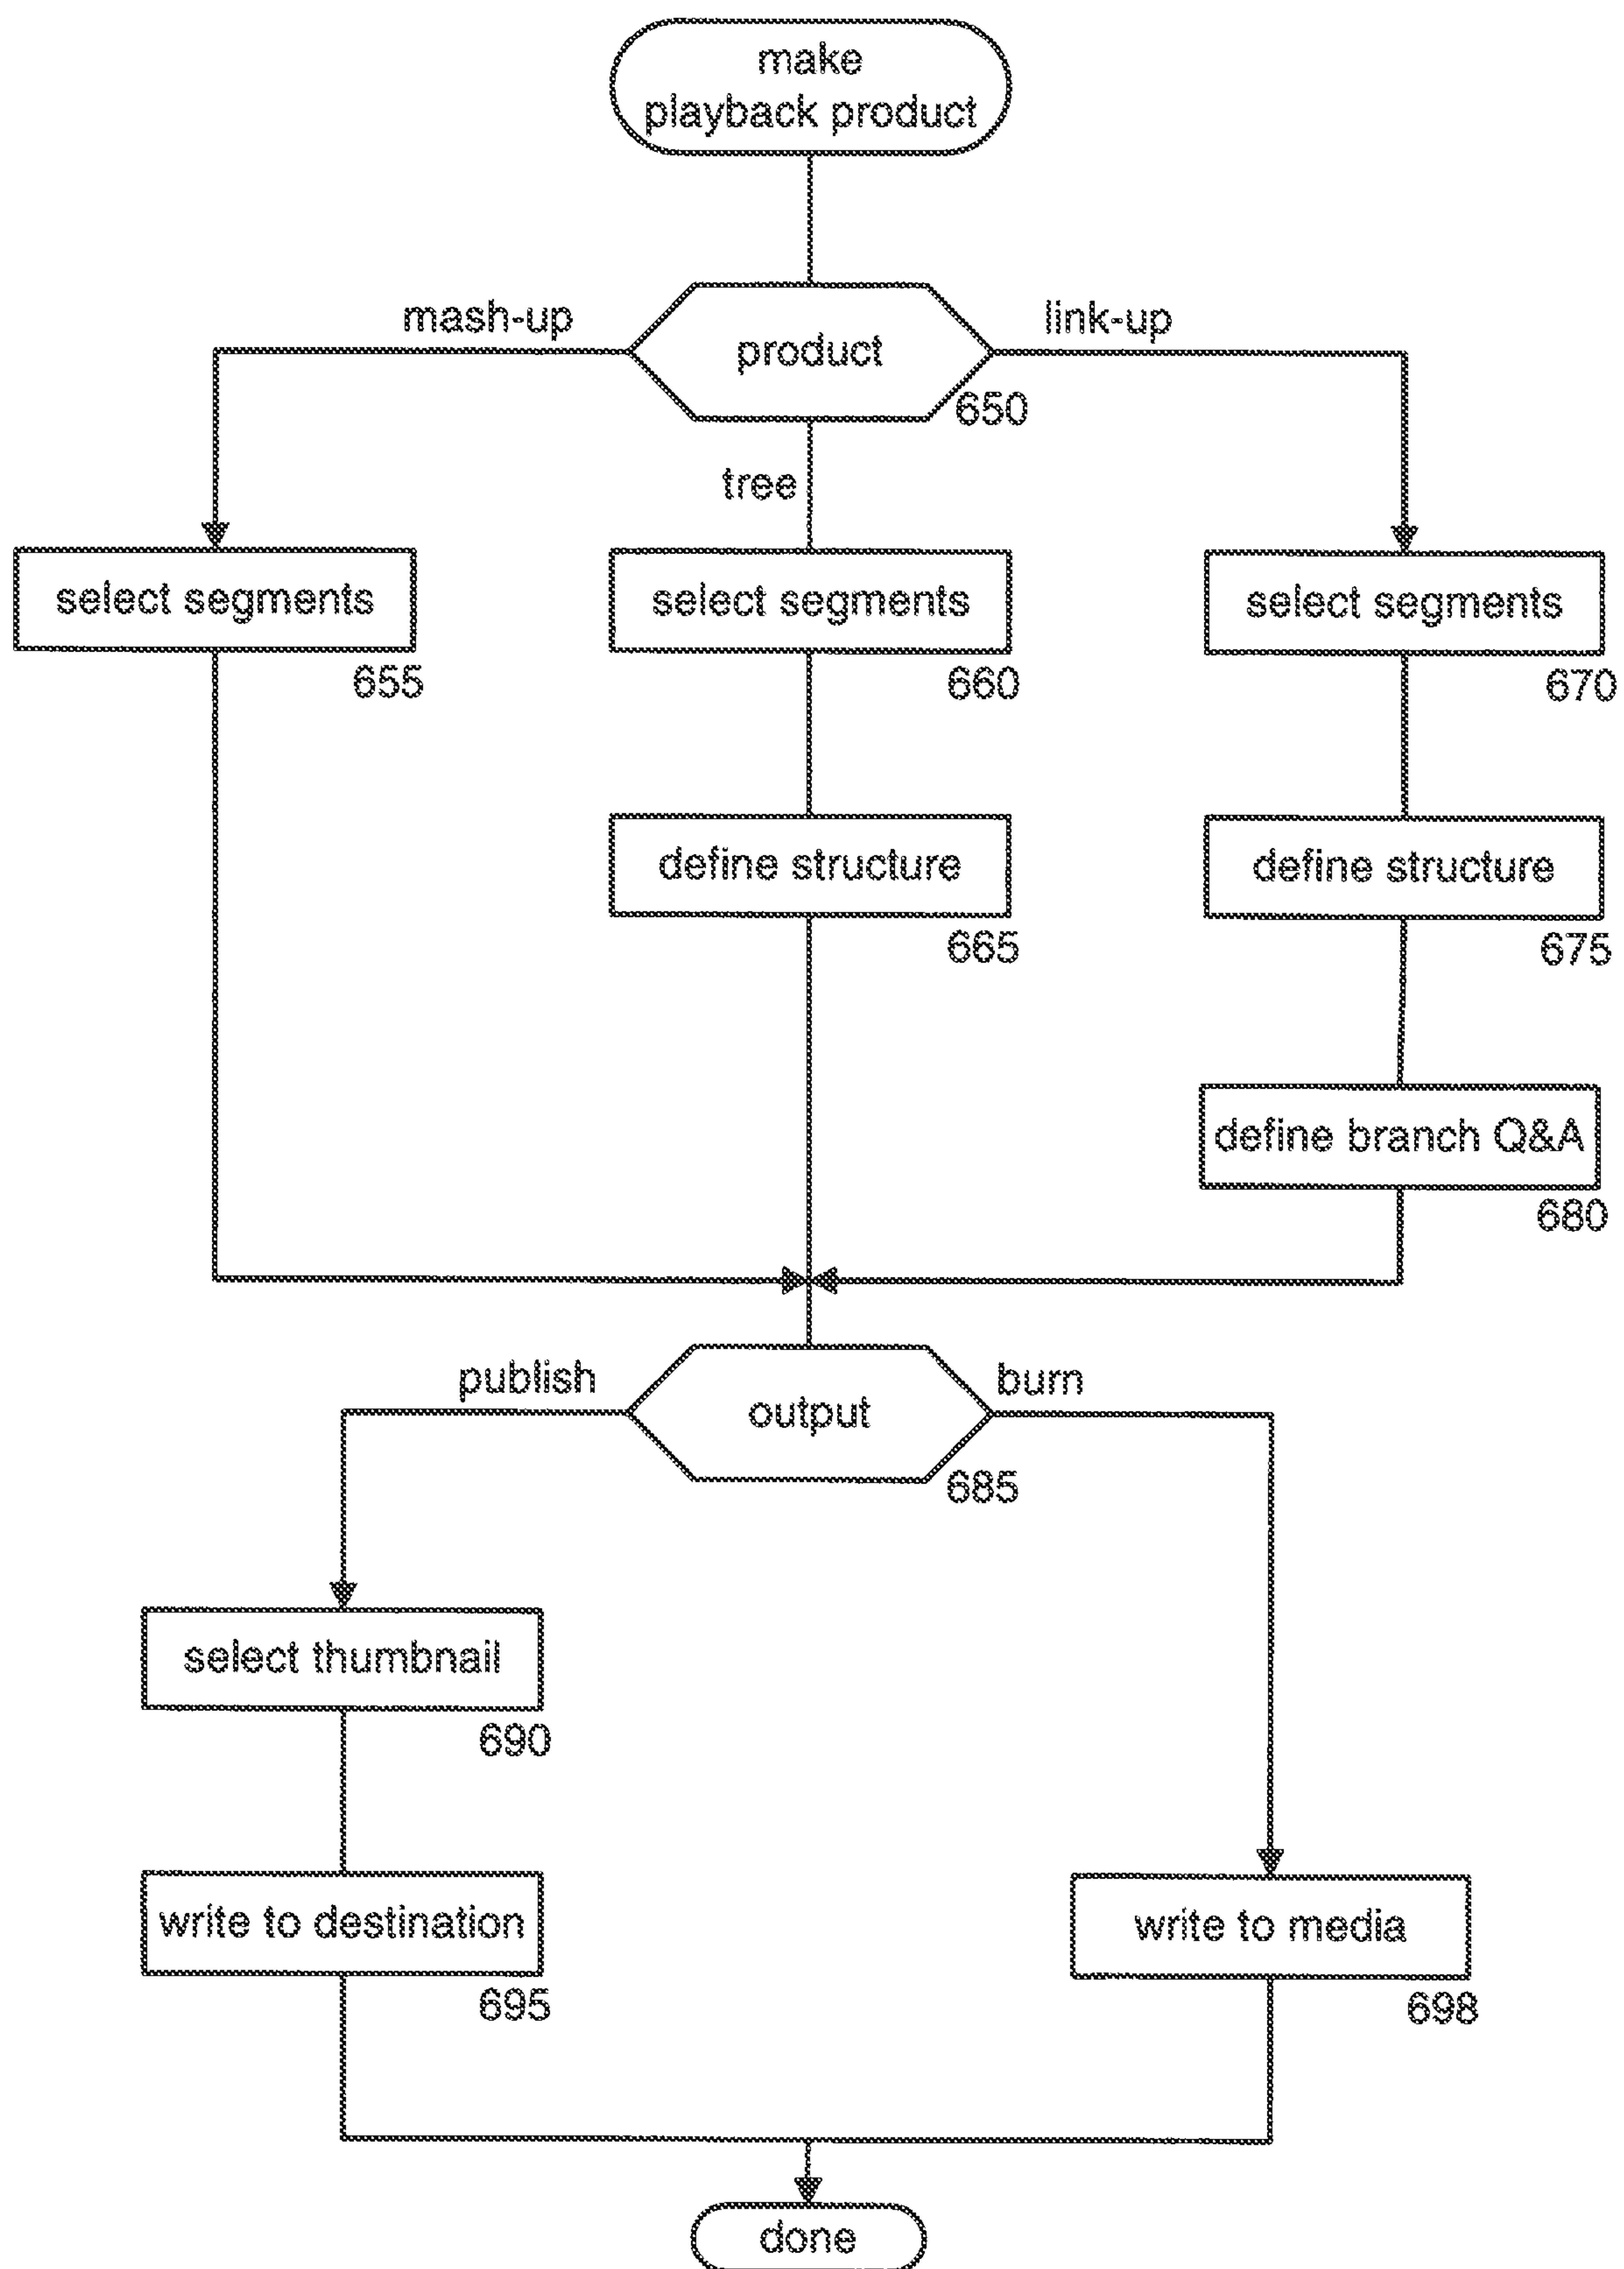 make
playback product
mash-up
link-up
product
650
tree
select segments
select segments
select segments
655
660
670
define structure
define structure
665
675
define branch Q&A
680
publish
burn
output
685
select thumbnail
690
write to destination
write to media
695
698
done